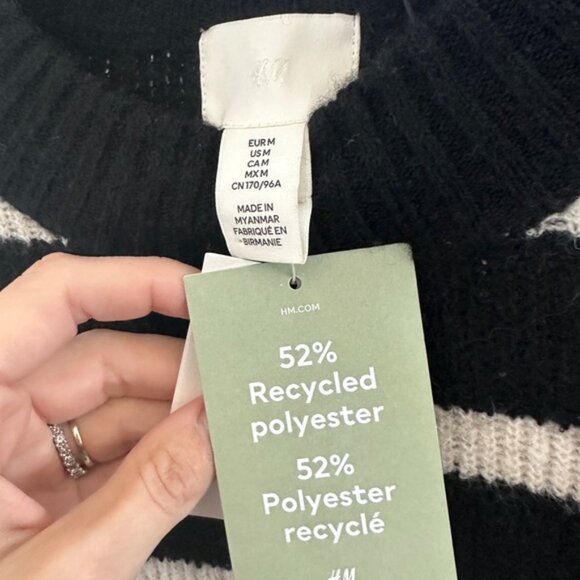 H&M
EUR M
US M
CA M
MX M
CN 170/96A
MADE IN
MYANMAR
FABRIQUÉ EN
BIRMANIE
HM.COM
52%
Recycled
polyester
52%
Polyester
recyclé
H&M